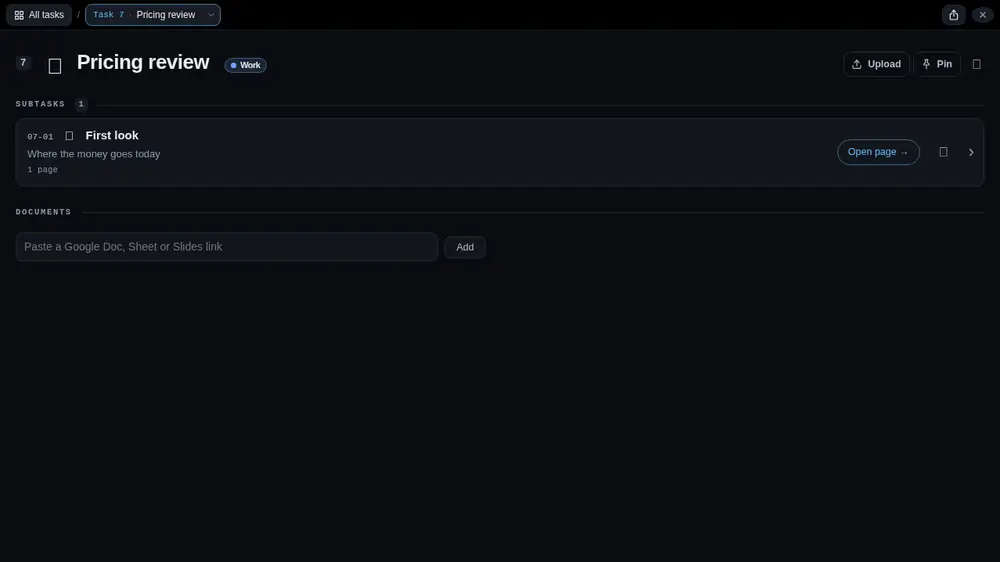 All tasks / Task 7 · Pricing review
7 Pricing review Work Upload Pin
SUBTASKS 1
07-01 First look
Where the money goes today
1 page
Open page →
DOCUMENTS
Paste a Google Doc, Sheet or Slides link Add